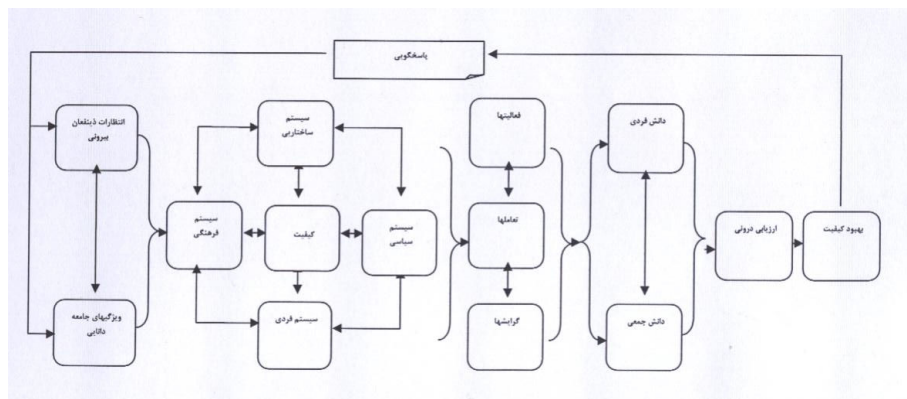 پاسخگویی
انتظارات ذینفعان
بیرونی
ویژگیهای جامعه
دانایی
سیستم
فرهنگی
سیستم
ساختاریی
کیفیت
سیستم فردی
سیستم
سیاسی
فعالیتها
تعاملها
گرایشها
دانش فردی
دانش جمعی
ارزیابی درونی
بهبود کیفیت